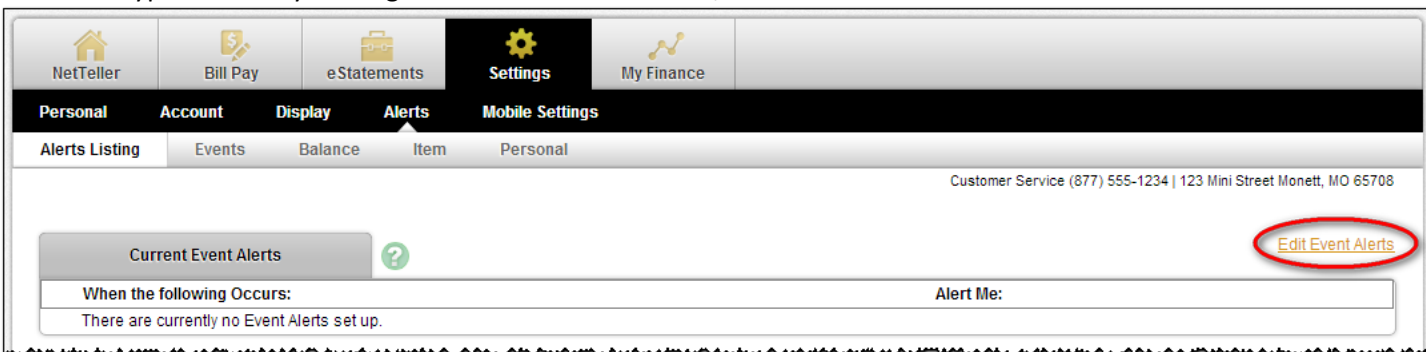 NetTeller Bill Pay eStatements Settings My Finance
Personal Account Display Alerts Mobile Settings
Alerts Listing Events Balance Item Personal
Customer Service (877) 555-1234 | 123 Mini Street Monett, MO 65708
Current Event Alerts ? Edit Event Alerts
When the following Occurs: Alert Me:
There are currently no Event Alerts set up.